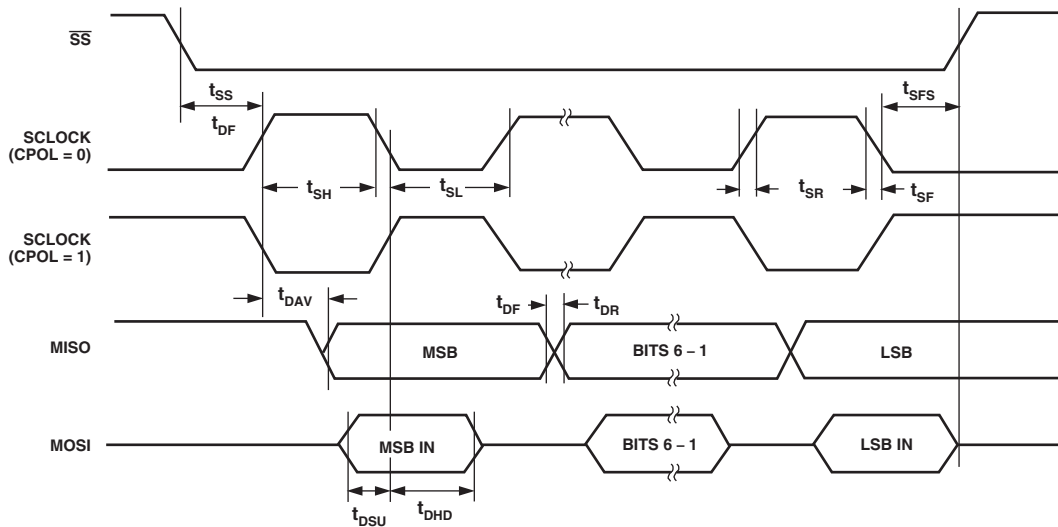 SS
tSS
tDF
tSFS
SCLOCK
(CPOL = 0)
tSH
tSL
tSR
tSF
SCLOCK
(CPOL = 1)
tDAV
tDF
tDR
MISO
MSB
BITS 6 – 1
LSB
MOSI
MSB IN
BITS 6 – 1
LSB IN
tDSU
tDHD